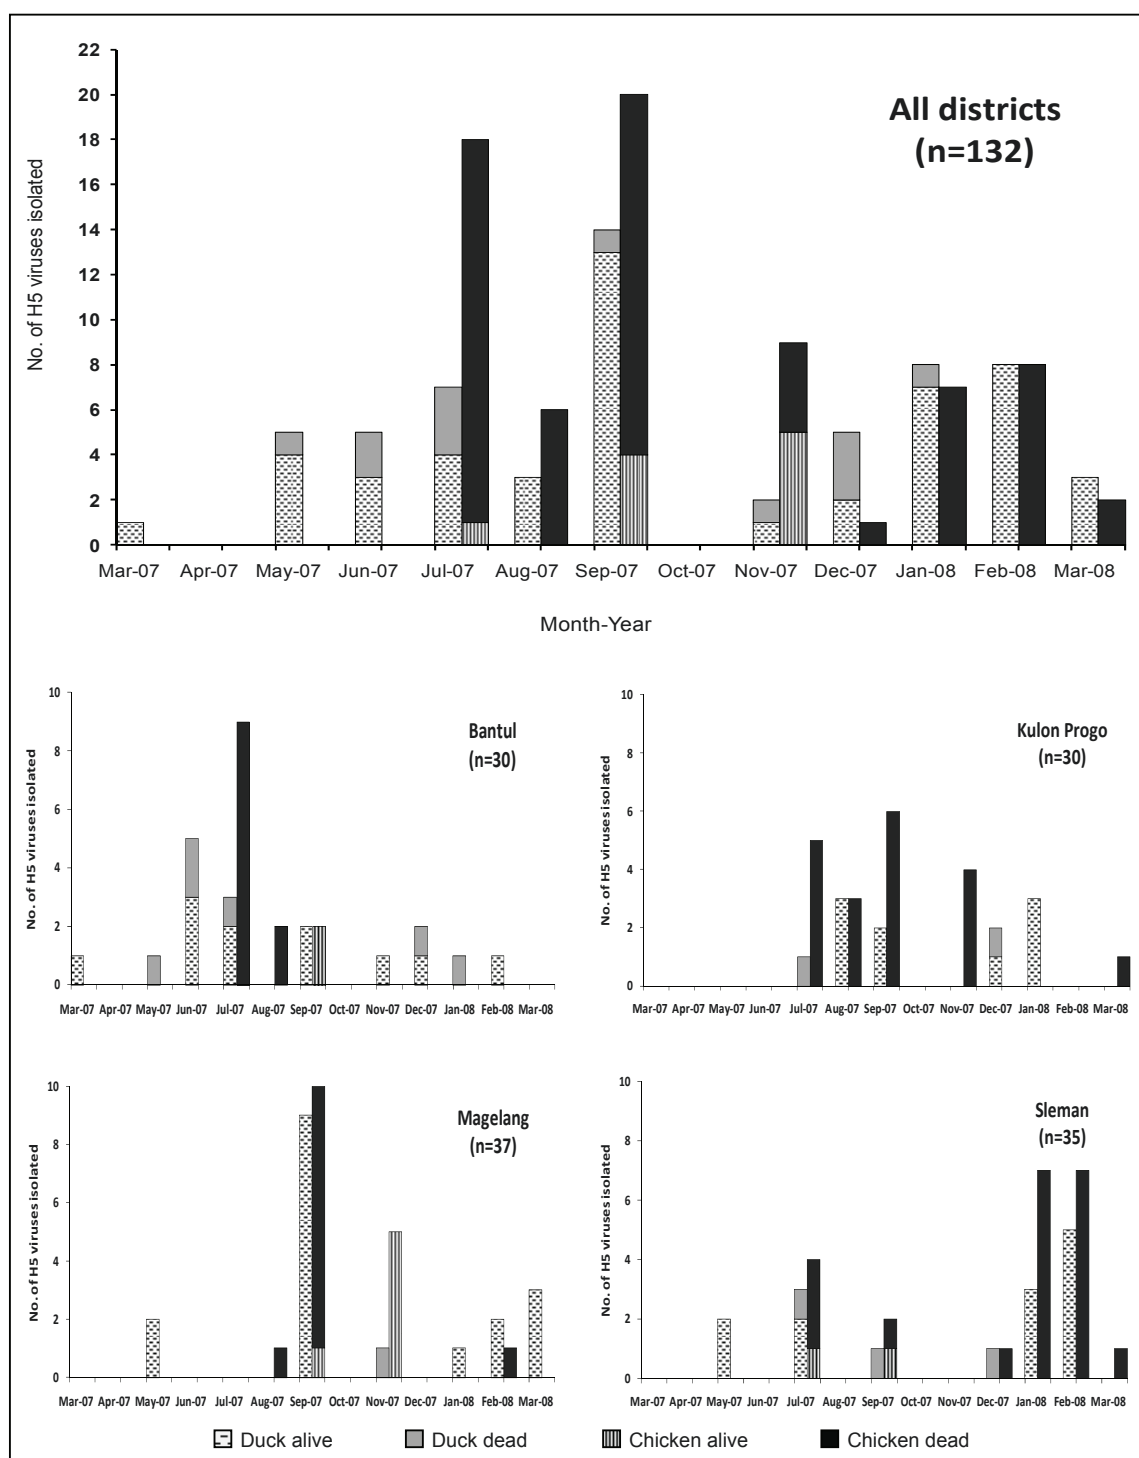 22
20
18
16
14
12
10
8
6
4
2
0
No. of H5 viruses isolated
All districts
(n=132)
Mar-07 Apr-07 May-07 Jun-07 Jul-07 Aug-07 Sep-07 Oct-07 Nov-07 Dec-07 Jan-08 Feb-08 Mar-08
Month-Year
10
8
6
4
2
0
No. of H5 viruses isolated
Bantul
(n=30)
Mar-07 Apr-07 May-07 Jun-07 Jul-07 Aug-07 Sep-07 Oct-07 Nov-07 Dec-07 Jan-08 Feb-08 Mar-08
10
8
6
4
2
0
No. of H5 viruses isolated
Kulon Progo
(n=30)
Mar-07 Apr-07 May-07 Jun-07 Jul-07 Aug-07 Sep-07 Oct-07 Nov-07 Dec-07 Jan-08 Feb-08 Mar-08
10
8
6
4
2
0
No. of H5 viruses isolated
Magelang
(n=37)
Mar-07 Apr-07 May-07 Jun-07 Jul-07 Aug-07 Sep-07 Oct-07 Nov-07 Dec-07 Jan-08 Feb-08 Mar-08
10
8
6
4
2
0
No. of H5 viruses isolated
Sleman
(n=35)
Mar-07 Apr-07 May-07 Jun-07 Jul-07 Aug-07 Sep-07 Oct-07 Nov-07 Dec-07 Jan-08 Feb-08 Mar-08
Duck alive Duck dead Chicken alive Chicken dead